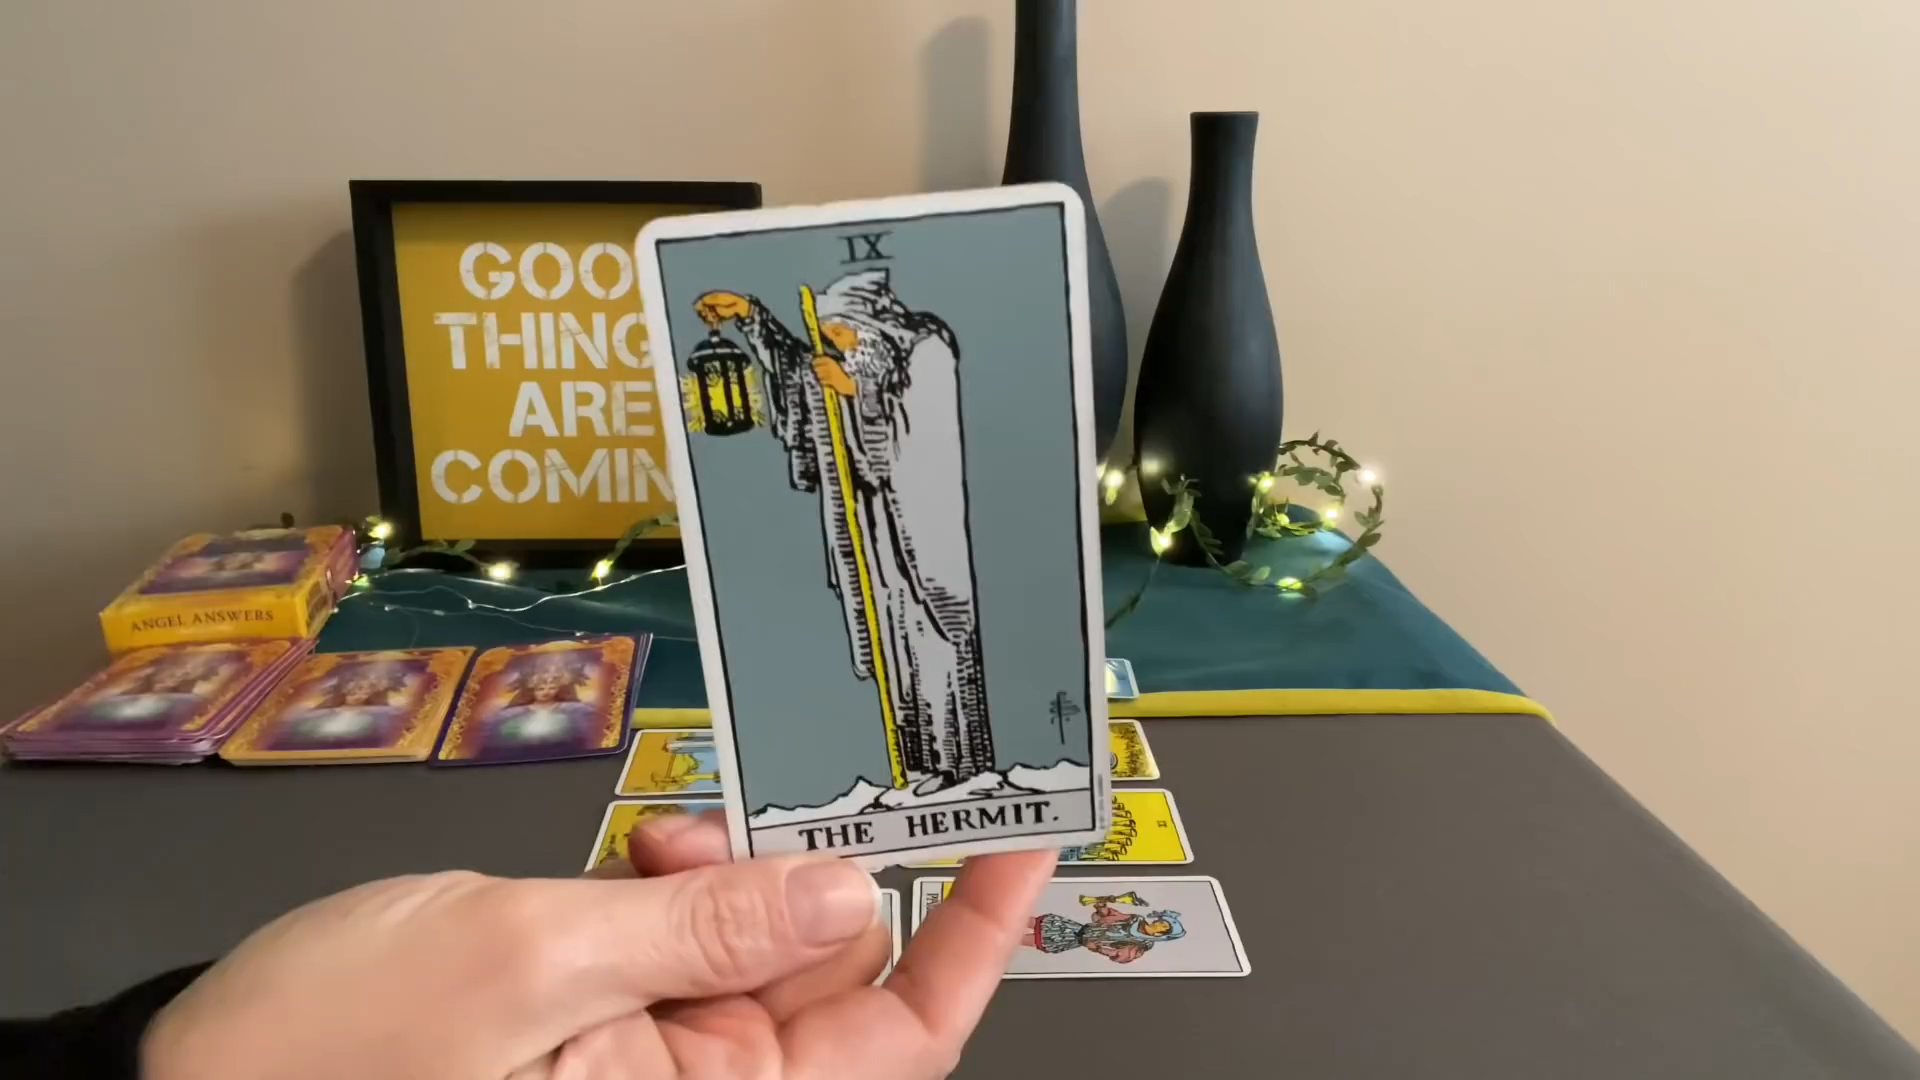 GOO
THING
ARE
COMIN
IX
THE HERMIT.
ANGEL ANSWERS